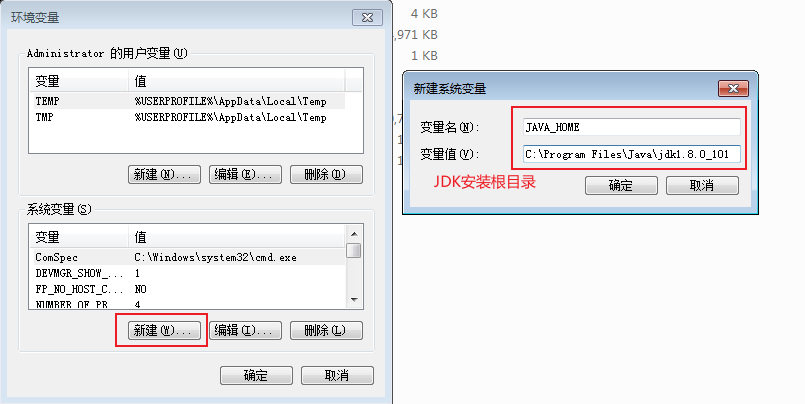 环境变量
Administrator 的用户变量(U)
变量 值
TEMP %USERPROFILE%\AppData\Local\Temp
TMP %USERPROFILE%\AppData\Local\Temp
新建(N)... 编辑(E)... 删除(D)
系统变量(S)
变量 值
ComSpec C:\Windows\system32\cmd.exe
DEVMGR_SHOW_... 1
FP_NO_HOST_C... NO
NUMBER_OF_PR... 4
新建(W)... 编辑(I)... 删除(L)
确定 取消
4 KB
,971 KB
1 KB
新建系统变量
变量名(N): JAVA_HOME
变量值(V): C:\Program Files\Java\jdk1.8.0_101
JDK安装根目录
确定 取消